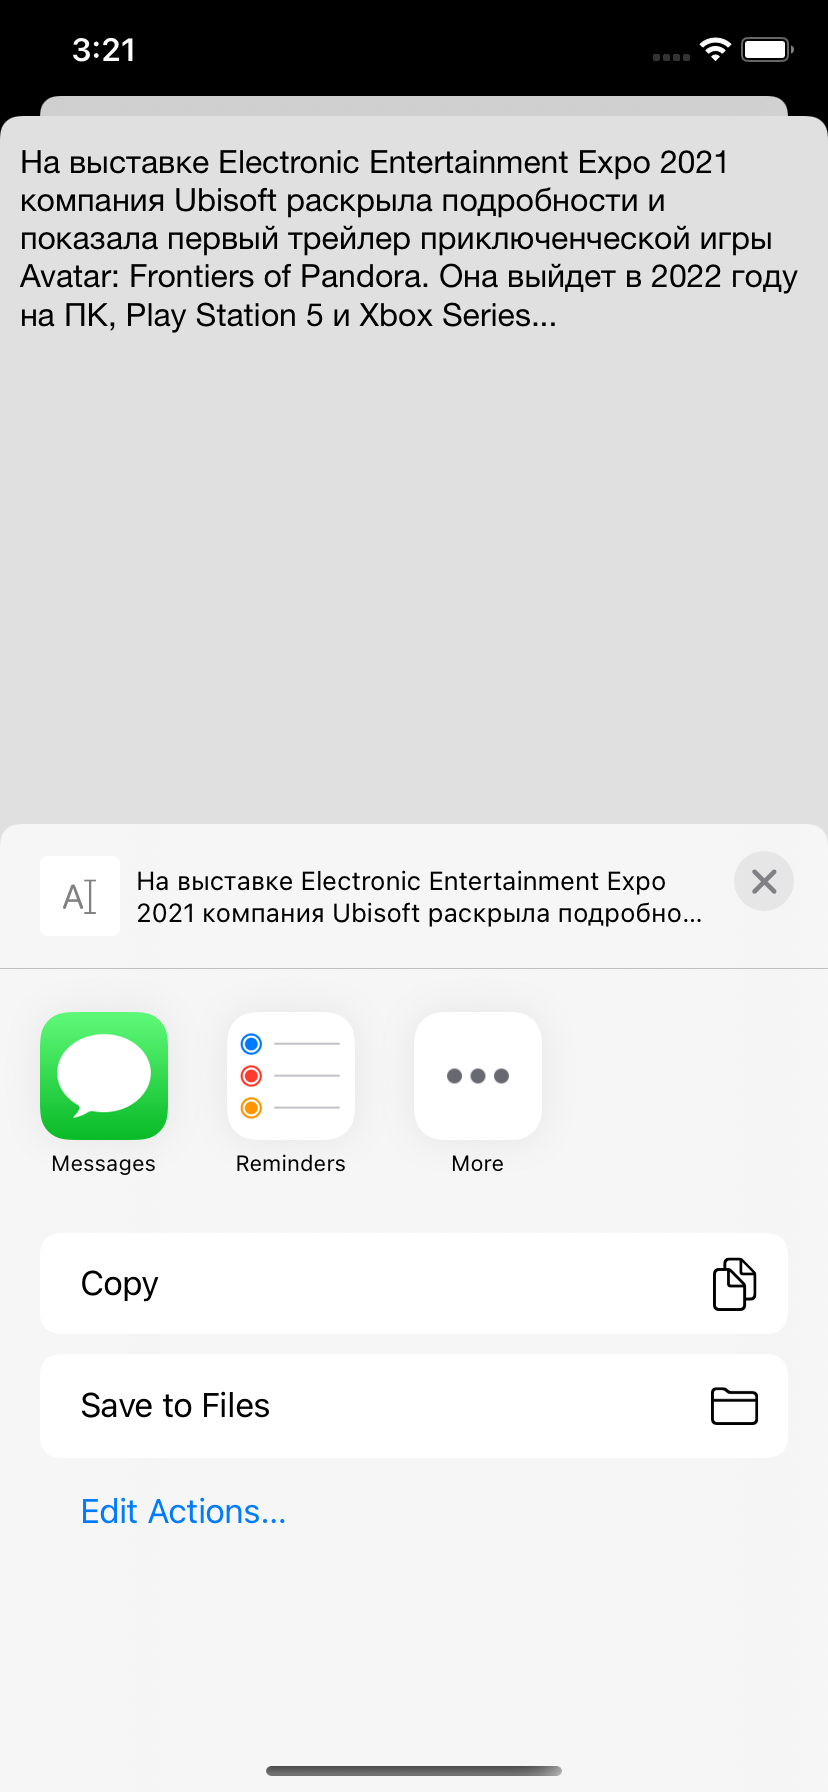 3:21
На выставке Electronic Entertainment Expo 2021
компания Ubisoft раскрыла подробности и
показала первый трейлер приключенческой игры
Avatar: Frontiers of Pandora. Она выйдет в 2022 году
на ПК, Play Station 5 и Xbox Series...
A
На выставке Electronic Entertainment Expo
2021 компания Ubisoft раскрыла подробно...
Messages
Reminders
More
Copy
Save to Files
Edit Actions...